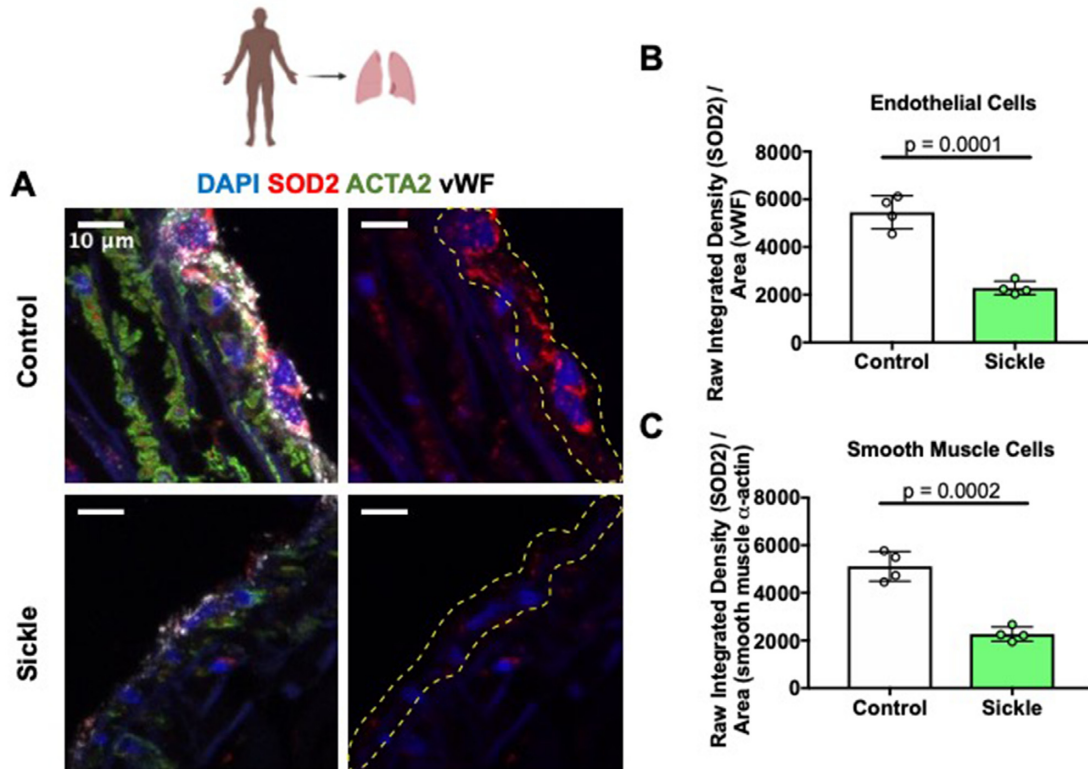 A
DAPI SOD2 ACTA2 vWF
10 µm
Control
Sickle
B
Endothelial Cells
p = 0.0001
Raw Integrated Density (SOD2) /
Area (vWF)
8000
6000
4000
2000
0
Control Sickle
C
Smooth Muscle Cells
p = 0.0002
Raw Integrated Density (SOD2) /
Area (smooth muscle α-actin)
8000
6000
4000
2000
0
Control Sickle